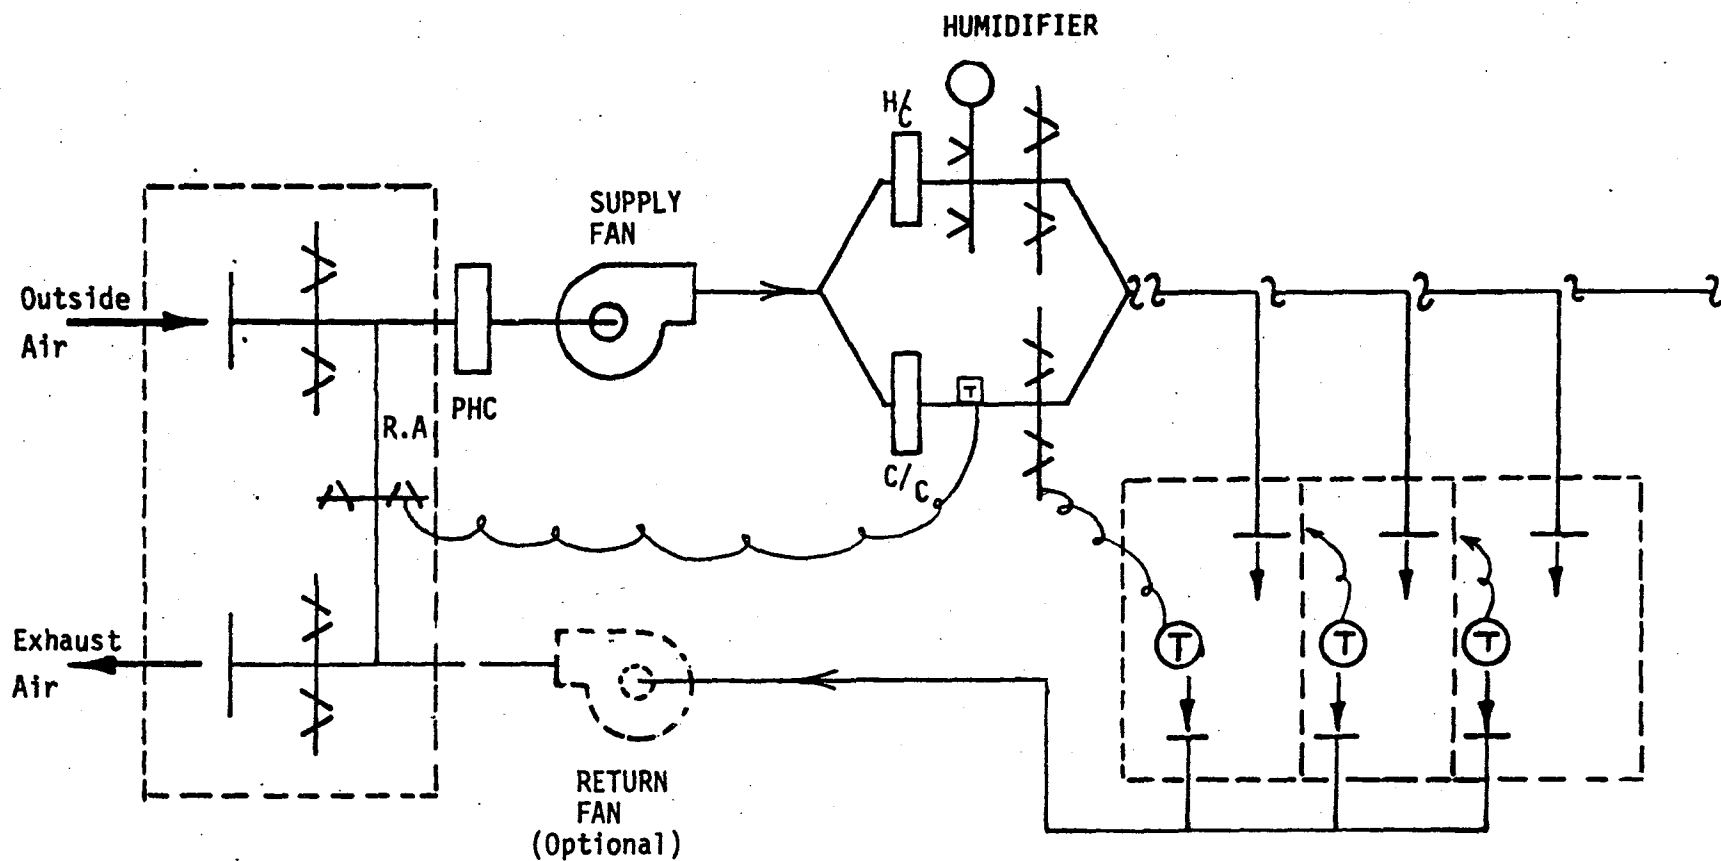 HUMIDIFIER
H/C
SUPPLY
FAN
Outside
Air
PHC
R.A
T
C/C
Exhaust
Air
T
T
T
RETURN
FAN
(Optional)